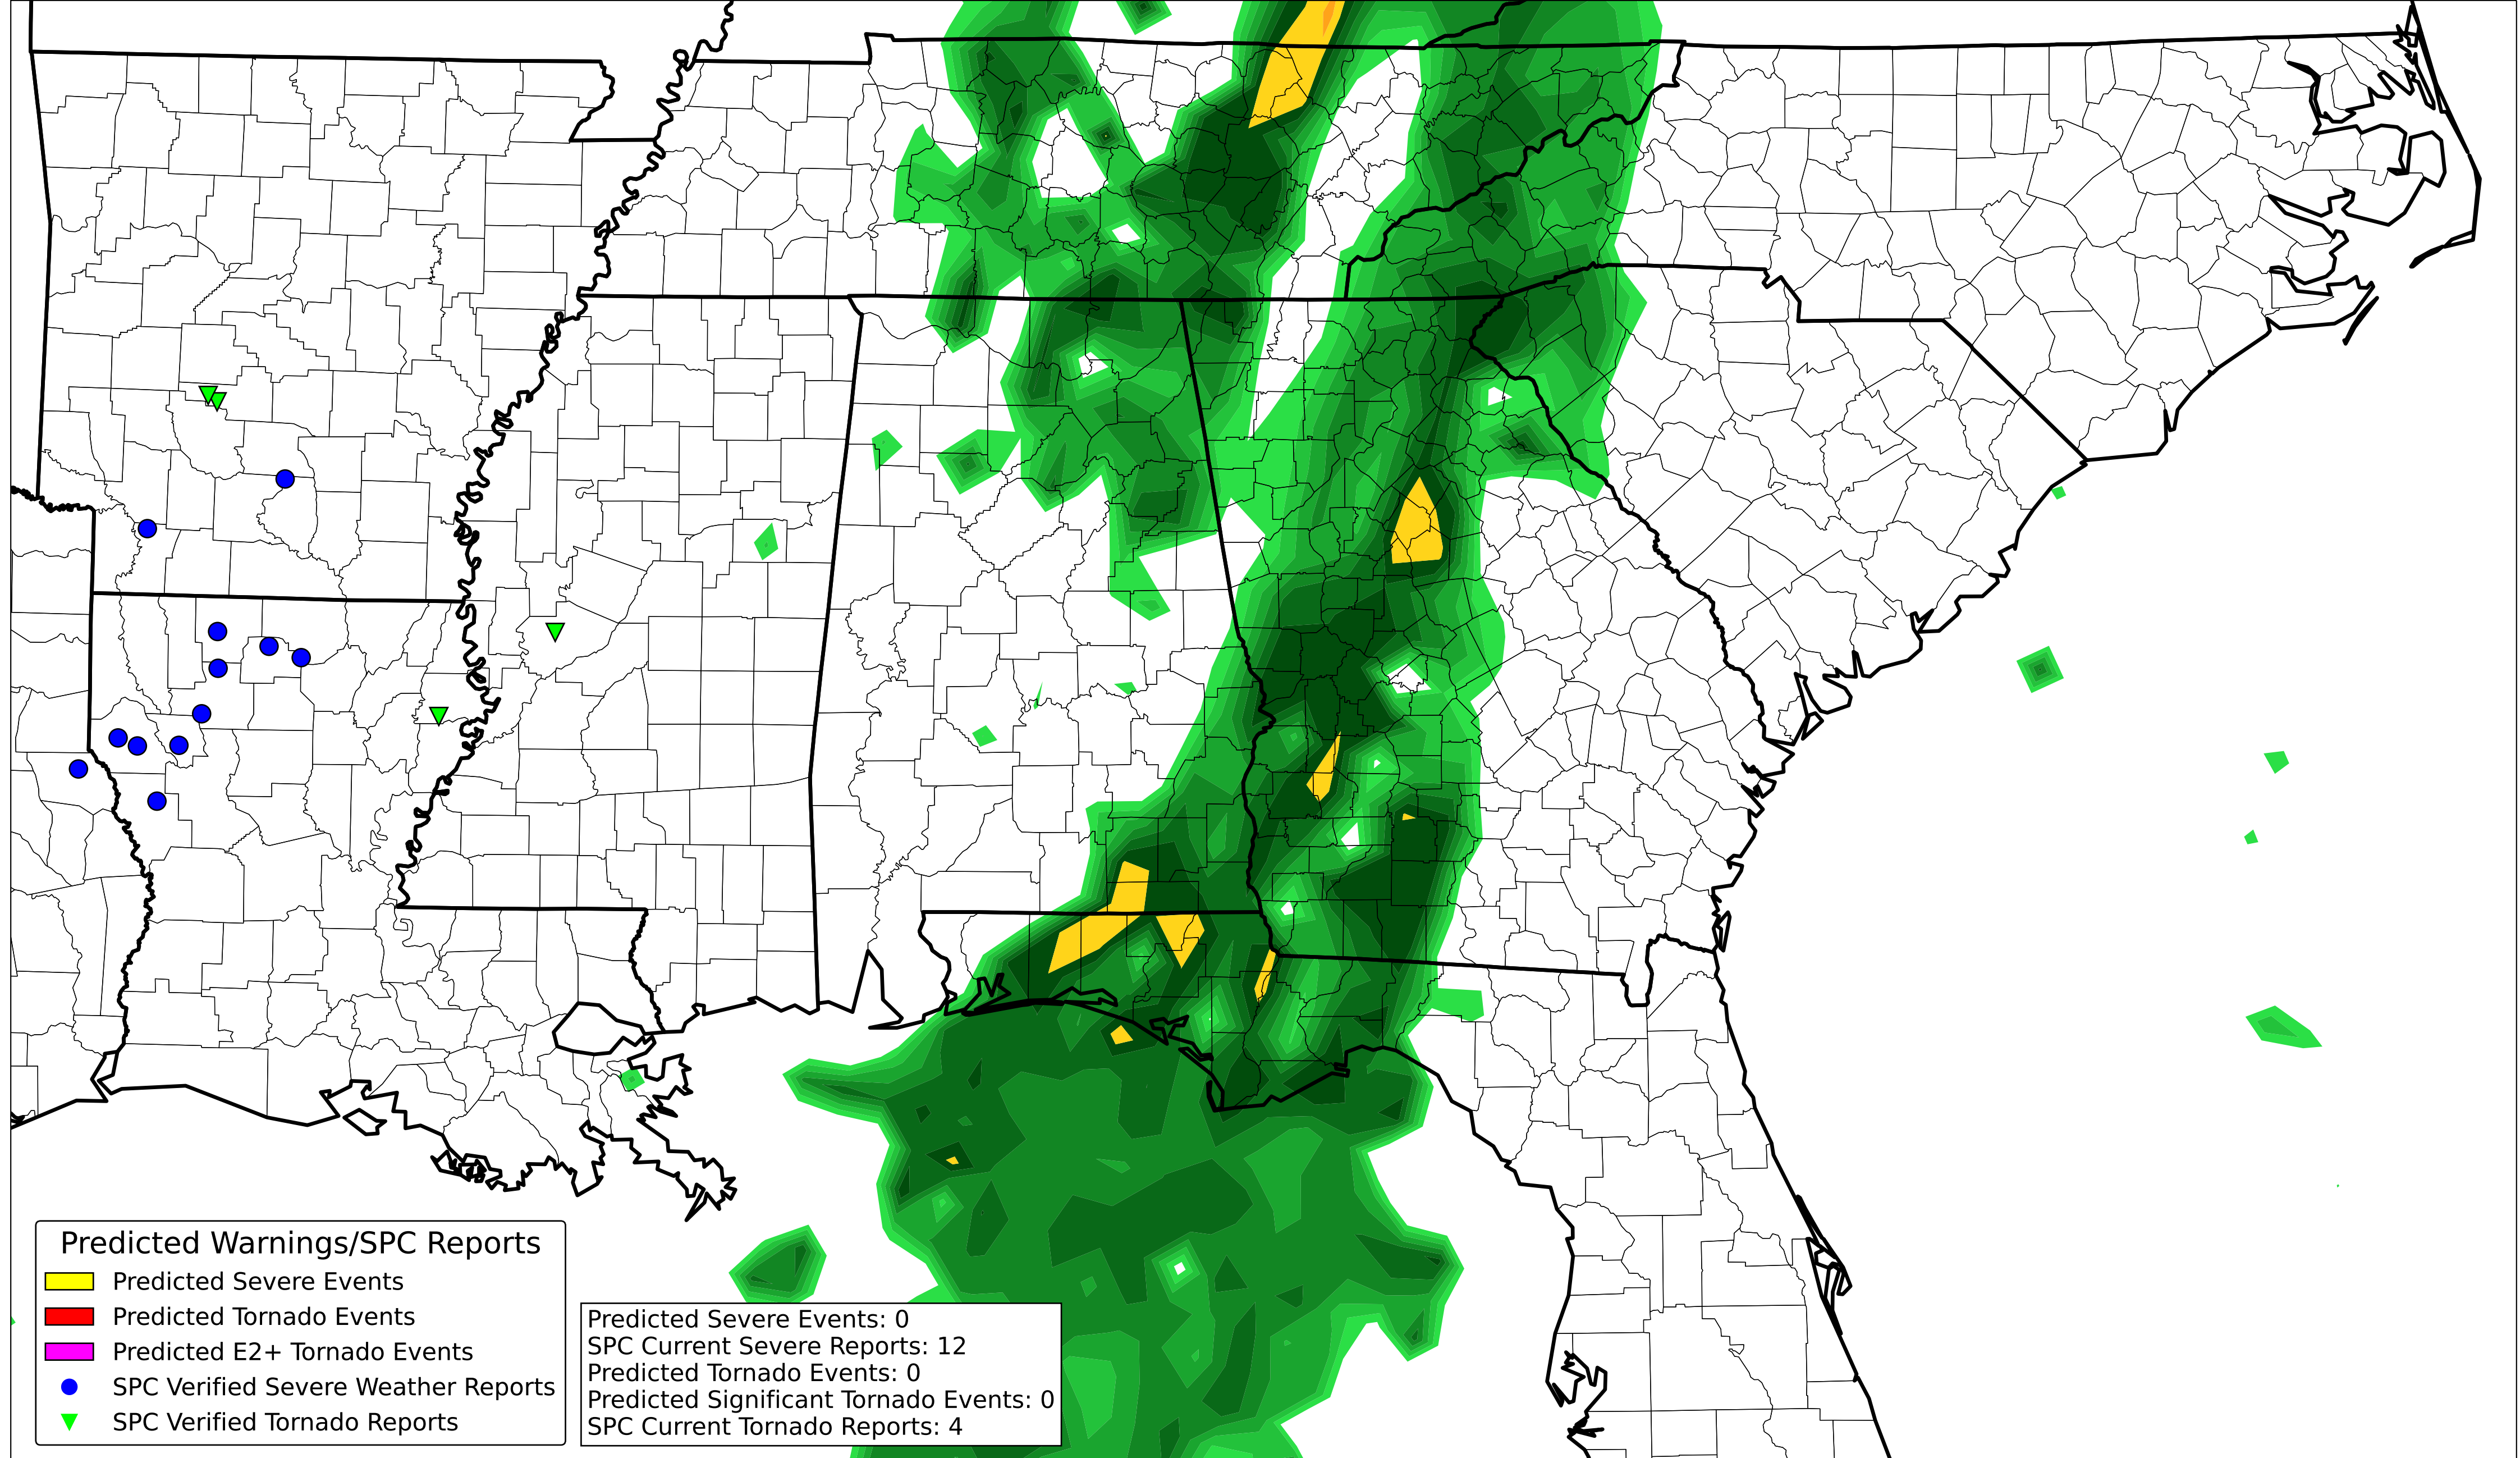 Predicted Warnings/SPC Reports
Predicted Severe Events
Predicted Tornado Events
Predicted E2+ Tornado Events
SPC Verified Severe Weather Reports
SPC Verified Tornado Reports
Predicted Severe Events: 0
SPC Current Severe Reports: 12
Predicted Tornado Events: 0
Predicted Significant Tornado Events: 0
SPC Current Tornado Reports: 4